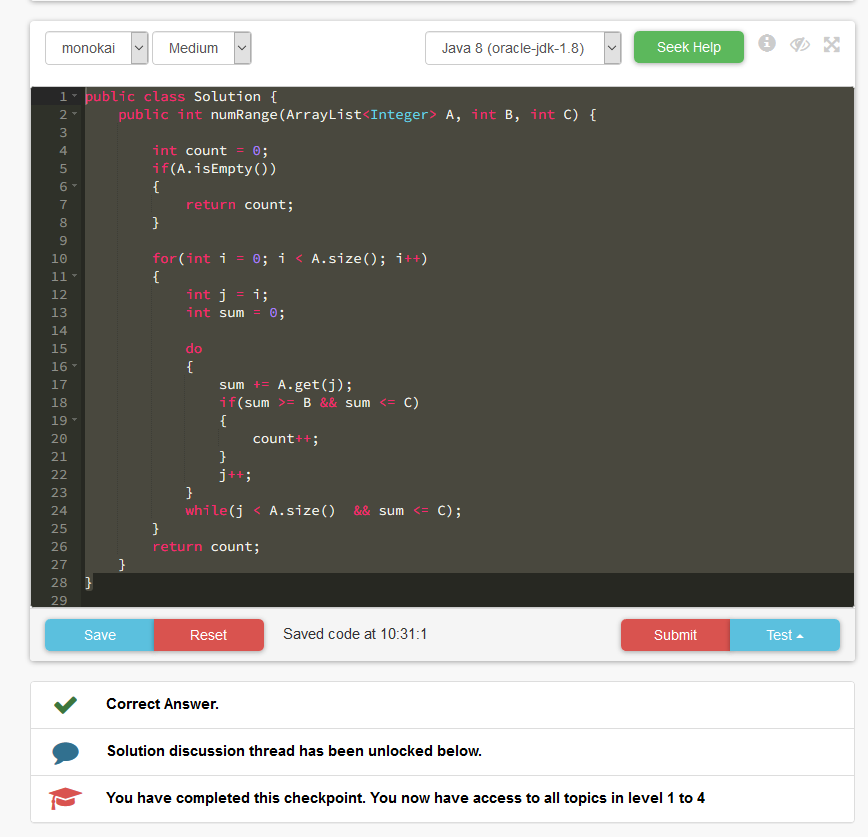 monokai Medium Java 8 (oracle-jdk-1.8) Seek Help
1 public class Solution {
2     public int numRange(ArrayList<Integer> A, int B, int C) {
3
4         int count = 0;
5         if(A.isEmpty())
6         {
7             return count;
8         }
9
10         for(int i = 0; i < A.size(); i++)
11         {
12             int j = i;
13             int sum = 0;
14
15             do
16             {
17                 sum += A.get(j);
18                 if(sum >= B && sum <= C)
19                 {
20                     count++;
21                 }
22                 j++;
23             }
24             while(j < A.size()  && sum <= C);
25         }
26         return count;
27     }
28 }
29
Save Reset Saved code at 10:31:1 Submit Test
Correct Answer.
Solution discussion thread has been unlocked below.
You have completed this checkpoint. You now have access to all topics in level 1 to 4